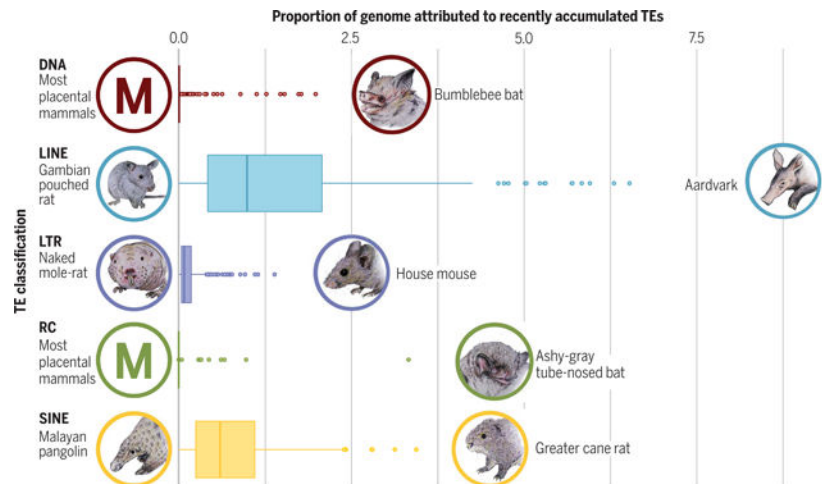 Proportion of genome attributed to recently accumulated TEs
0.0 2.5 5.0 7.5
TE classification
DNA
Most
placental
mammals
M
Bumblebee bat
LINE
Gambian
pouched
rat
Aardvark
LTR
Naked
mole-rat
House mouse
RC
Most
placental
mammals
M
Ashy-gray
tube-nosed bat
SINE
Malayan
pangolin
Greater cane rat